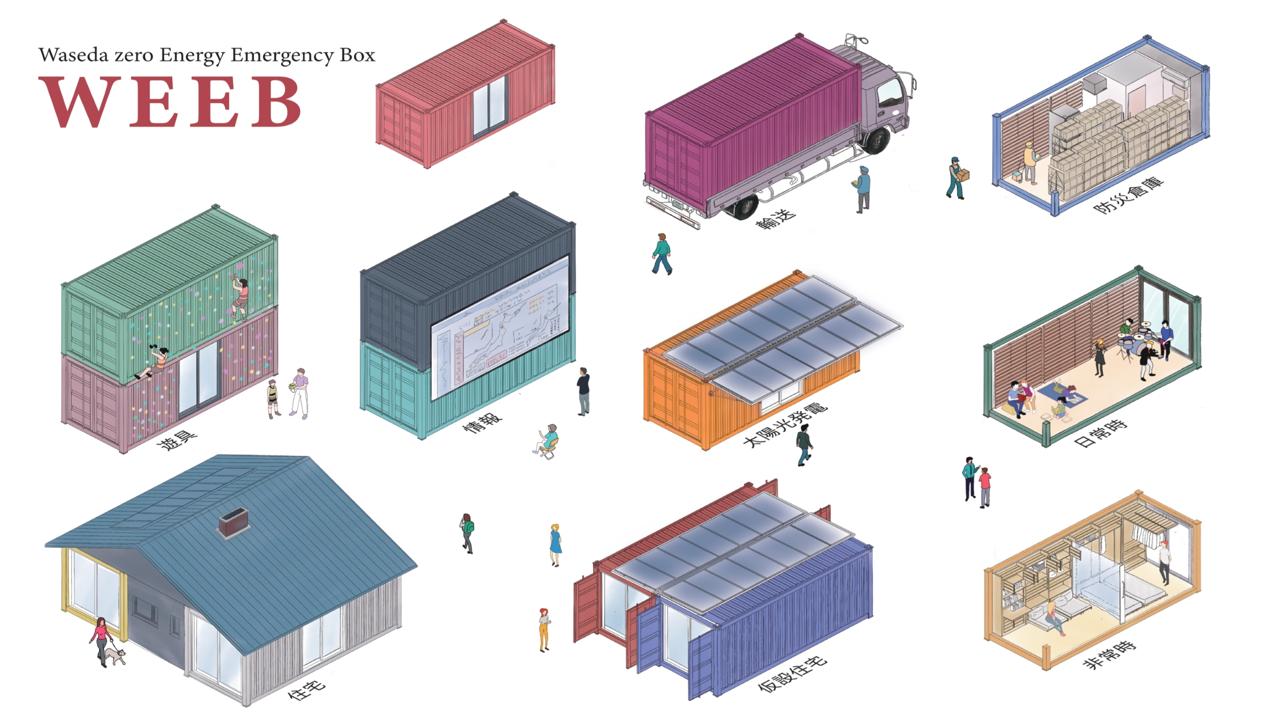 Waseda zero Energy Emergency Box
WEEB
輸送
防災倉庫
遊具
情報
太陽光発電
日常時
住宅
仮設住宅
非常時